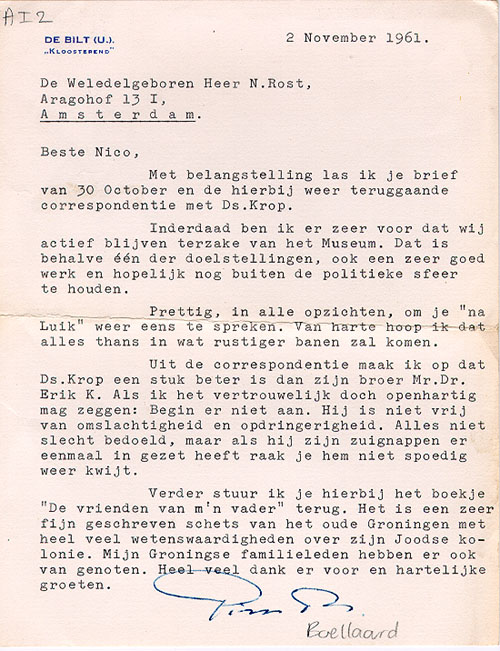 AI2
DE BILT (U.).
„KLOOSTEREND”
2 November 1961.
De Weledelgeboren Heer N.Rost,
Aragohof 13 I,
A m s t e r d a m.
Beste Nico,
Met belangstelling las ik je brief
van 30 October en de hierbij weer teruggaande
correspondentie met Ds.Krop.
Inderdaad ben ik er zeer voor dat wij
actief blijven terzake van het Museum. Dat is
behalve één der doelstellingen, ook een zeer goed
werk en hopelijk nog buiten de politieke sfeer
te houden.
Prettig, in alle opzichten, om je "na
Luik" weer eens te spreken. Van harte hoop ik dat
alles thans in wat rustiger banen zal komen.
Uit de correspondentie maak ik op dat
Ds.Krop een stuk beter is dan zijn broer Mr.Dr.
Erik K. Als ik het vertrouwelijk doch openhartig
mag zeggen: Begin er niet aan. Hij is niet vrij
van omslachtigheid en opdringerigheid. Alles niet
slecht bedoeld, maar als hij zijn zuignappen er
eenmaal in gezet heeft raak je hem niet spoedig
weer kwijt.
Verder stuur ik je hierbij het boekje
"De vrienden van m'n vader" terug. Het is een zeer
fijn geschreven schets van het oude Groningen met
heel veel wetenswaardigheden over zijn Joodse ko-
lonie. Mijn Groningse familieleden hebben er ook
van genoten. Heel veel dank er voor en hartelijke
groeten.
Boellaard